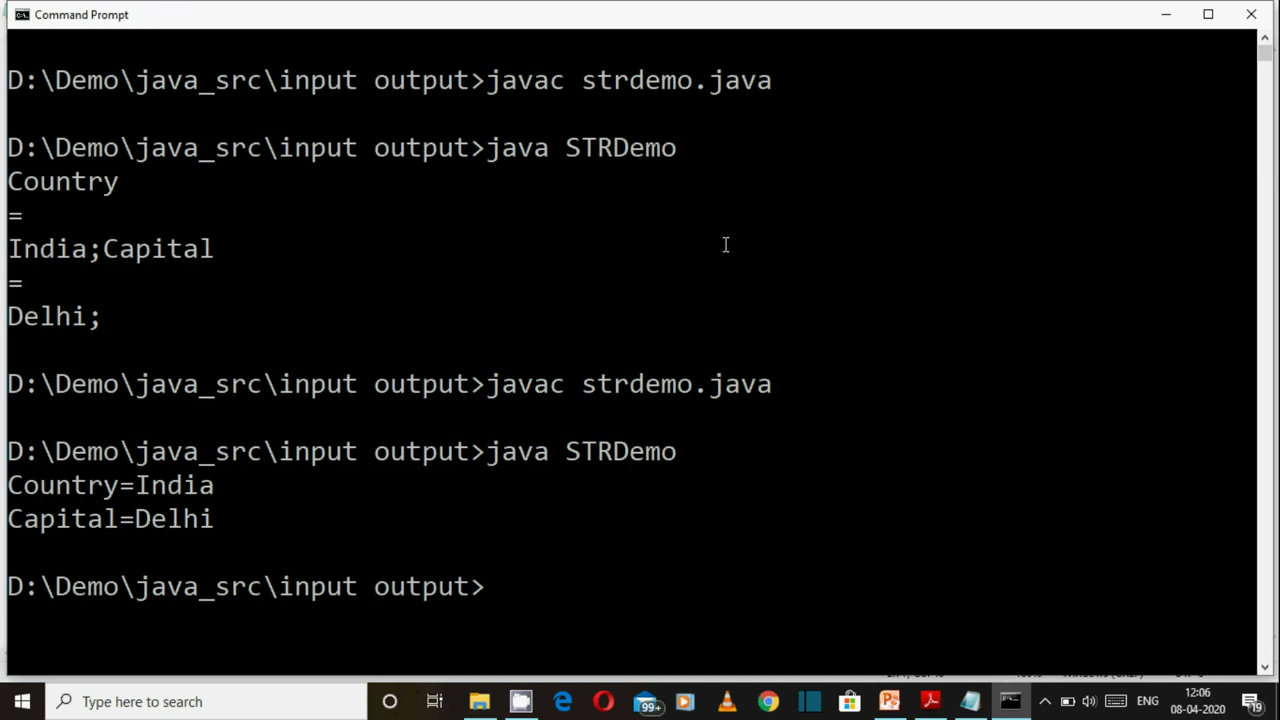 Command Prompt
D:\Demo\java_src\input output>javac strdemo.java
D:\Demo\java_src\input output>java STRDemo
Country
=
India;Capital
=
Delhi;
D:\Demo\java_src\input output>javac strdemo.java
D:\Demo\java_src\input output>java STRDemo
Country=India
Capital=Delhi
D:\Demo\java_src\input output>
Type here to search
99+
ENG
12:06
08-04-2020
19